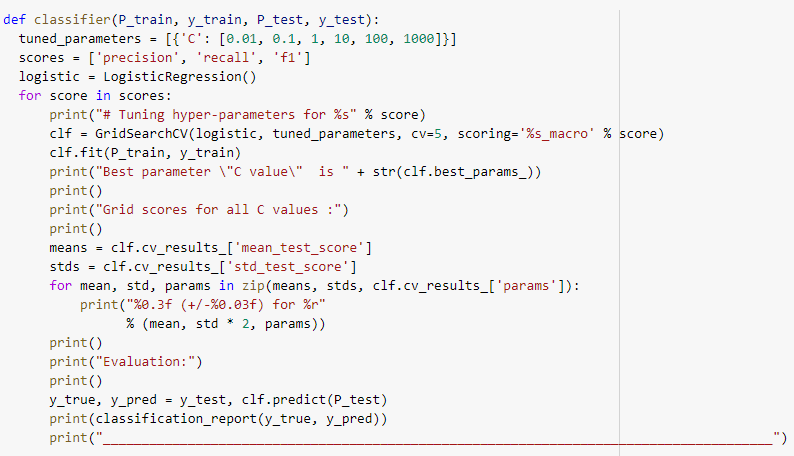 def classifier(P_train, y_train, P_test, y_test):
  tuned_parameters = [{'C': [0.01, 0.1, 1, 10, 100, 1000]}]
  scores = ['precision', 'recall', 'f1']
  logistic = LogisticRegression()
  for score in scores:
      print("# Tuning hyper-parameters for %s" % score)
      clf = GridSearchCV(logistic, tuned_parameters, cv=5, scoring='%s_macro' % score)
      clf.fit(P_train, y_train)
      print("Best parameter \"C value\"  is " + str(clf.best_params_))
      print()
      print("Grid scores for all C values :")
      print()
      means = clf.cv_results_['mean_test_score']
      stds = clf.cv_results_['std_test_score']
      for mean, std, params in zip(means, stds, clf.cv_results_['params']):
          print("%0.3f (+/-%0.03f) for %r"
                % (mean, std * 2, params))
      print()
      print("Evaluation:")
      print()
      y_true, y_pred = y_test, clf.predict(P_test)
      print(classification_report(y_true, y_pred))
      print("_______________________________________________________________________________________")